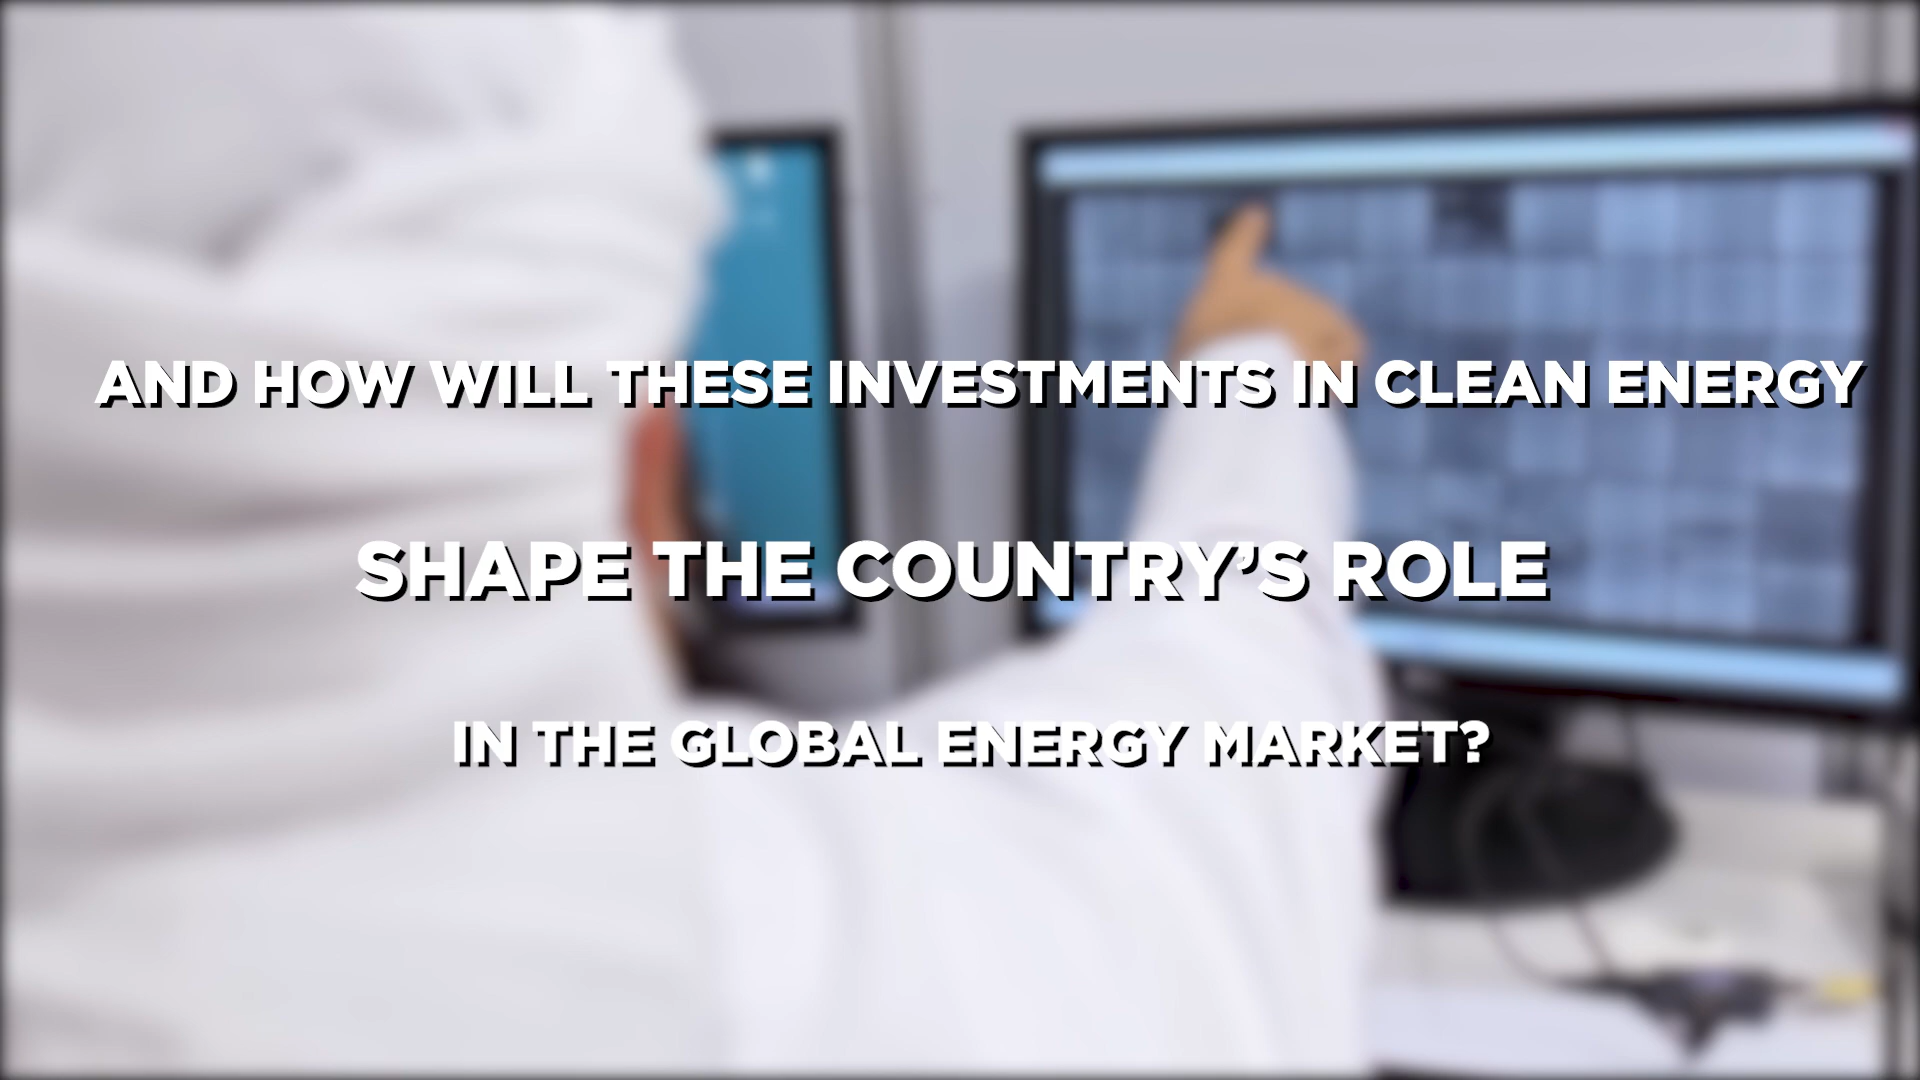 AND HOW WILL THESE INVESTMENTS IN CLEAN ENERGY
SHAPE THE COUNTRY’S ROLE
IN THE GLOBAL ENERGY MARKET?